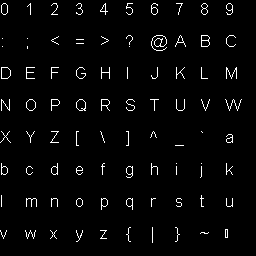 0 1 2 3 4 5 6 7 8 9
: ; < = > ? @ A B C
D E F G H I J K L M
N O P Q R S T U V W
X Y Z [ \ ] ^ _ ` a
b c d e f g h i j k
l m n o p q r s t u
v w x y z { | } ~ ▯